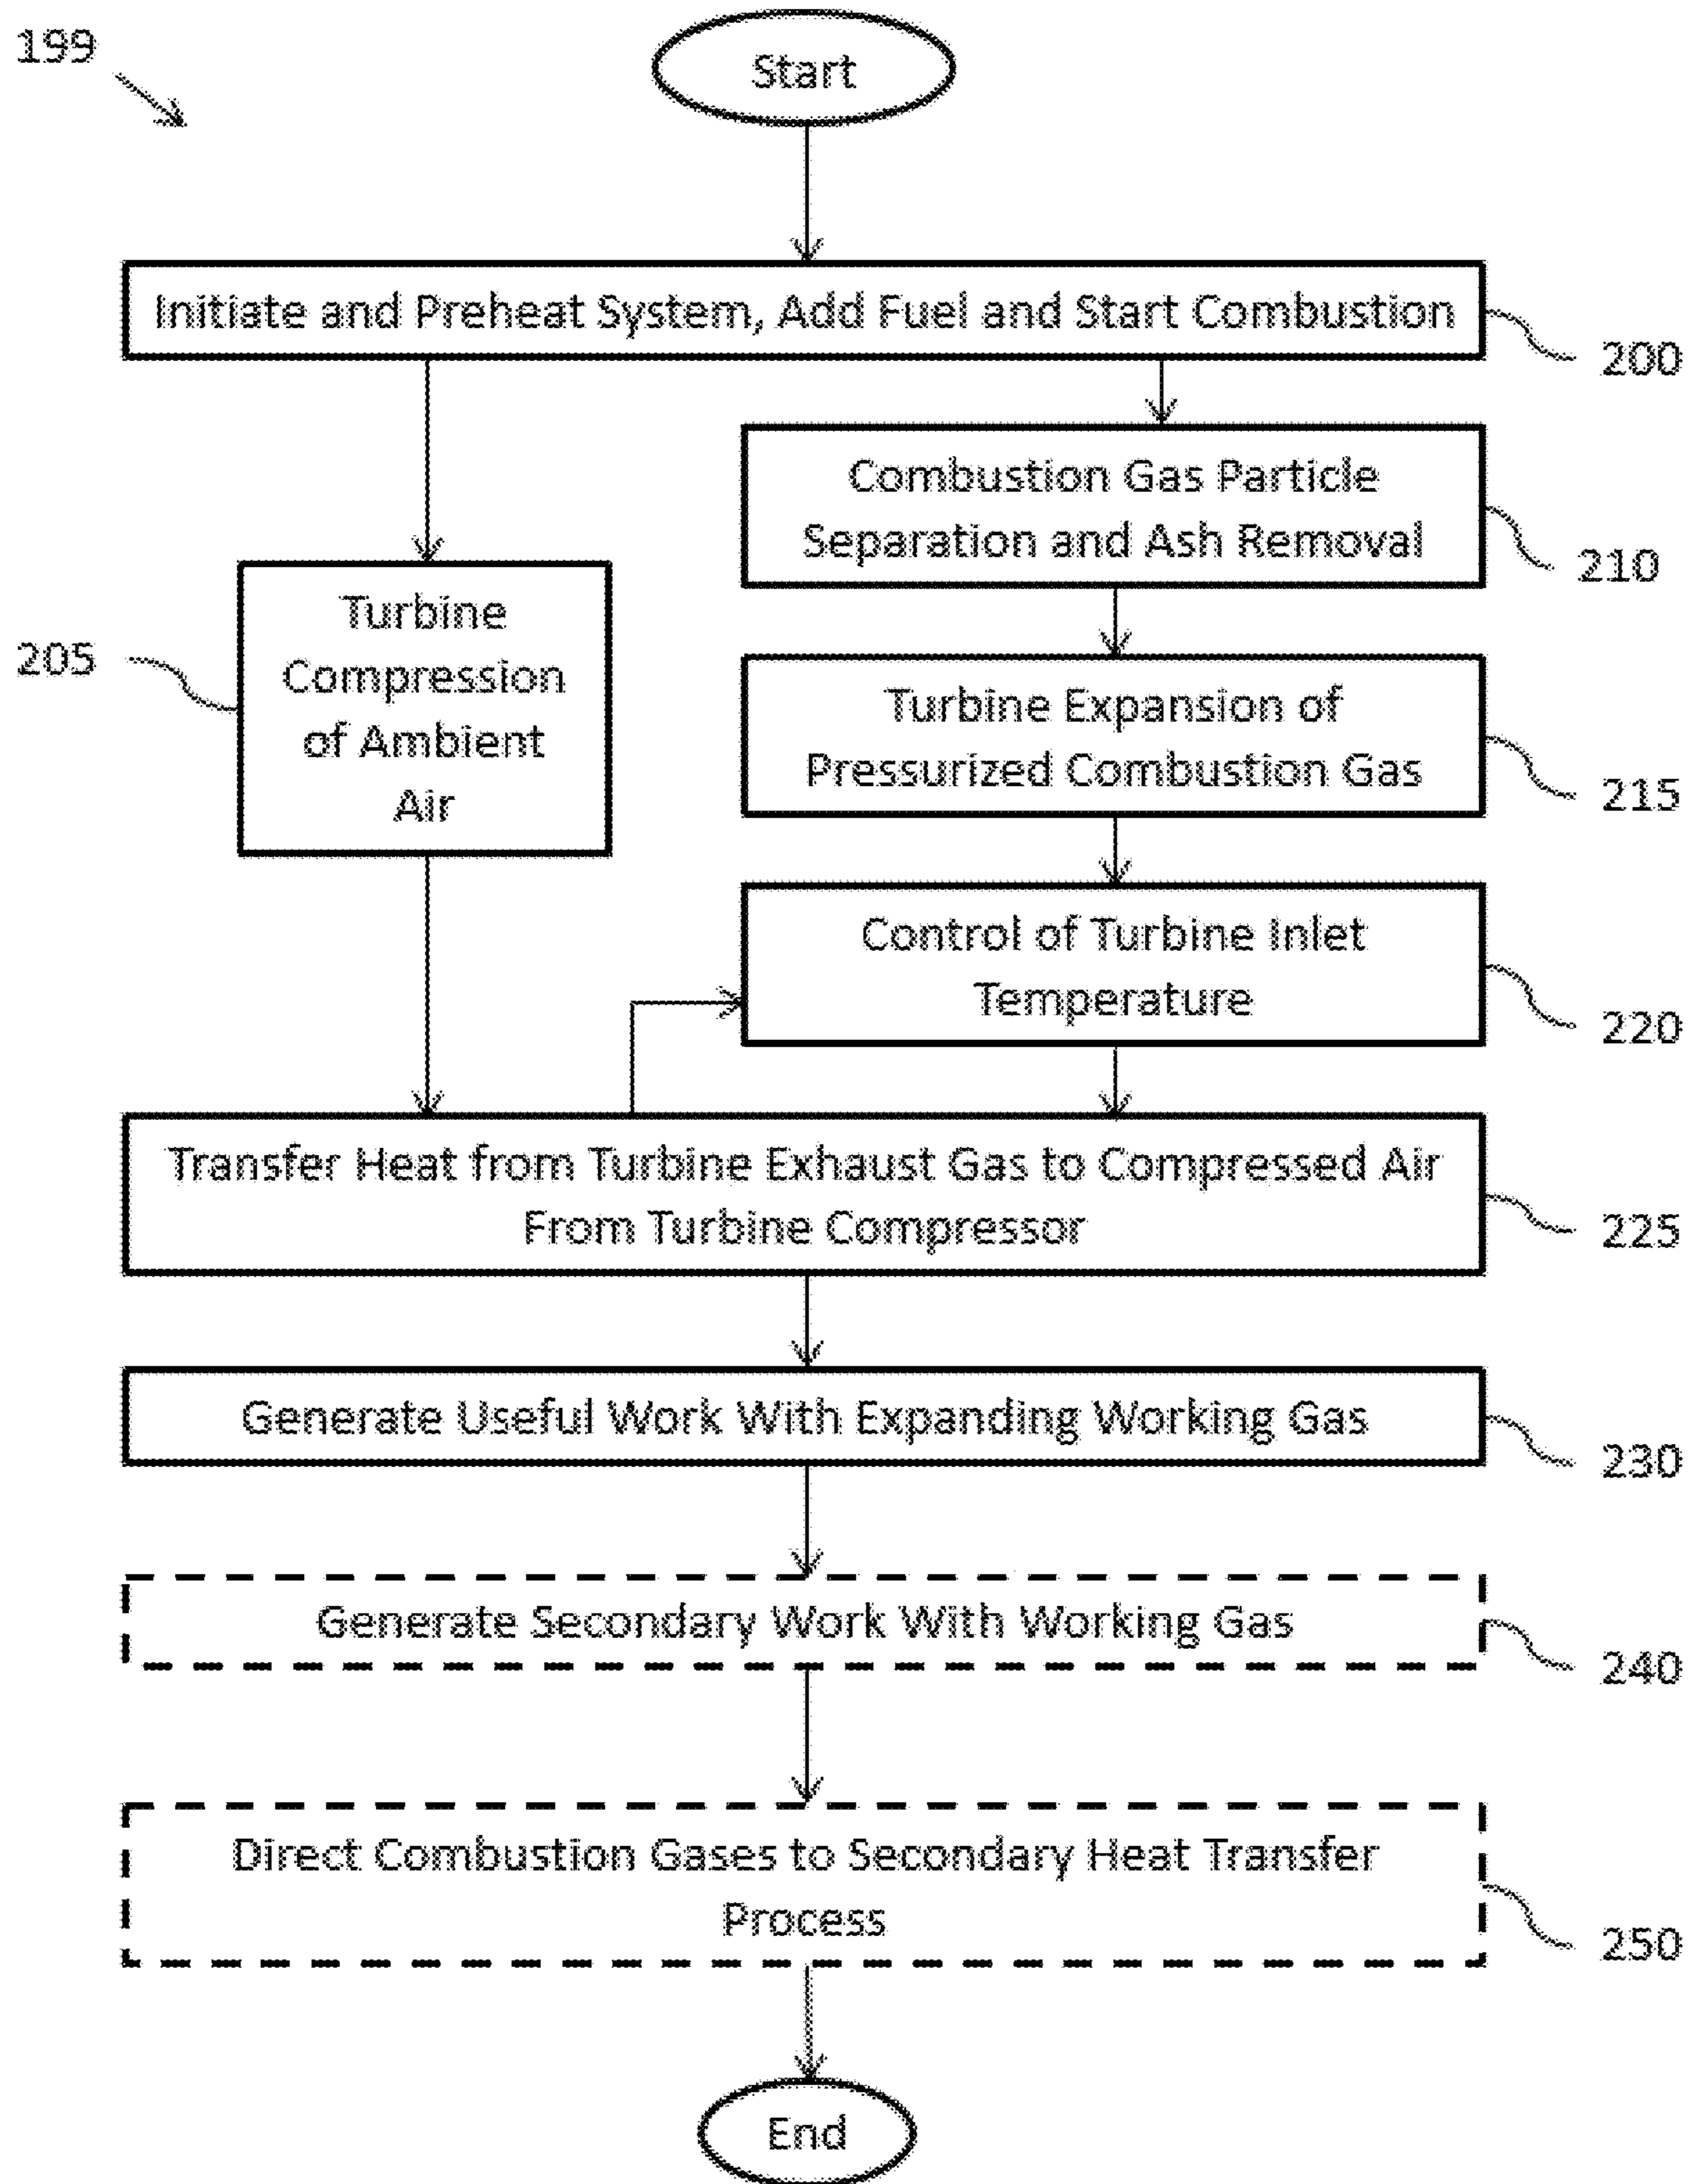 199
Start
Initiate and Preheat System, Add Fuel and Start Combustion
200
Combustion Gas Particle
Separation and Ash Removal
210
Turbine
Compression
of Ambient
Air
205
Turbine Expansion of
Pressurized Combustion Gas
215
Control of Turbine Inlet
Temperature
220
Transfer Heat from Turbine Exhaust Gas to Compressed Air
From Turbine Compressor
225
Generate Useful Work With Expanding Working Gas
230
Generate Secondary Work With Working Gas
240
Direct Combustion Gases to Secondary Heat Transfer
Process
250
End